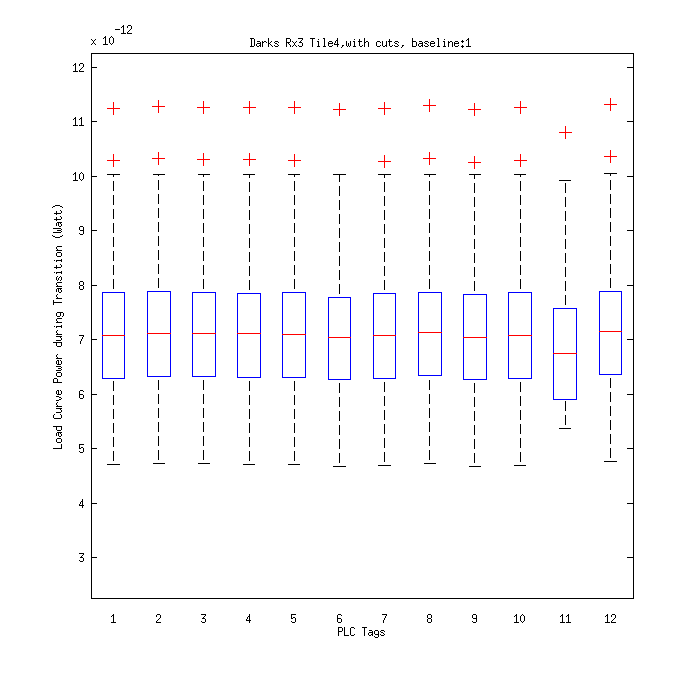 x 10^-12
Darks Rx3 Tile4,with cuts, baseline:1
12
11
10
9
8
7
6
5
4
3
Load Curve Power during Transition (Watt)
1 2 3 4 5 6 7 8 9 10 11 12
PLC Tags